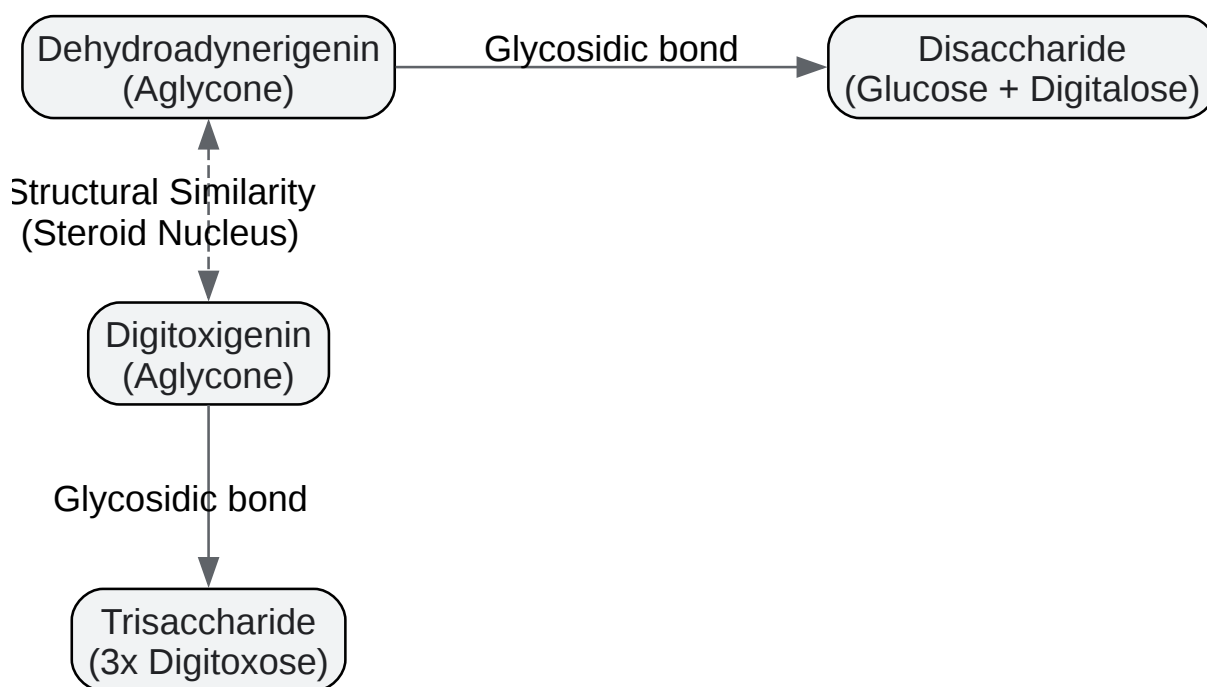 Dehydroadynerigenin
(Aglycone)
Glycosidic bond
Disaccharide
(Glucose + Digitalose)
Structural Similarity
(Steroid Nucleus)
Digitoxigenin
(Aglycone)
Glycosidic bond
Trisaccharide
(3x Digitoxose)